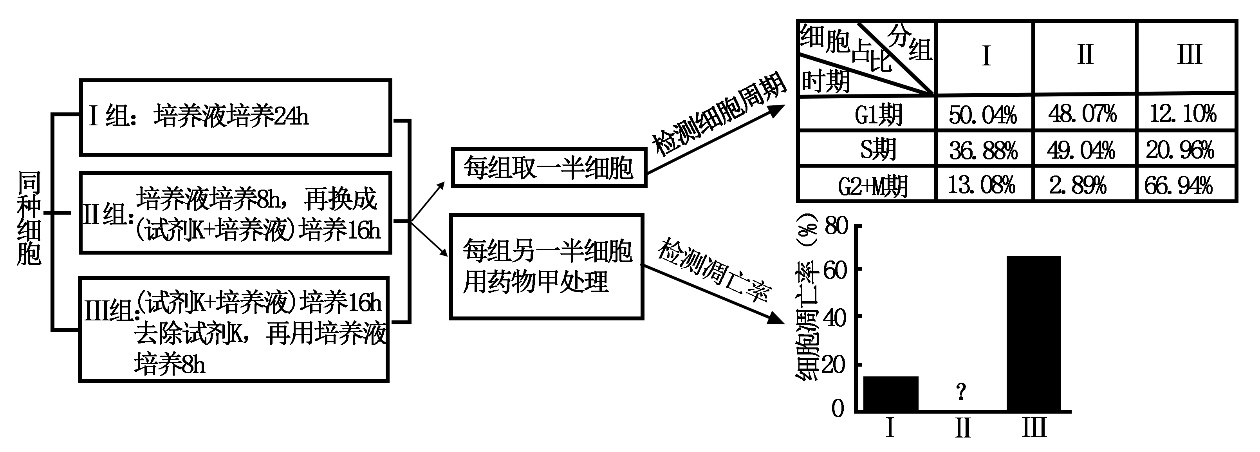 同种细胞
Ⅰ组：培养液培养24h
Ⅱ组：培养液培养8h，再换成
(试剂K+培养液)培养16h
Ⅲ组：(试剂K+培养液)培养16h
去除试剂K，再用培养液
培养8h
每组取一半细胞
每组另一半细胞
用药物甲处理
检测细胞周期
检测凋亡率
细胞占比 分组 时期 Ⅰ Ⅱ Ⅲ
G1期 50.04% 48.07% 12.10%
S期 36.88% 49.04% 20.96%
G2+M期 13.08% 2.89% 66.94%
细胞凋亡率(%)
80
60
40
20
0
?
Ⅰ Ⅱ Ⅲ